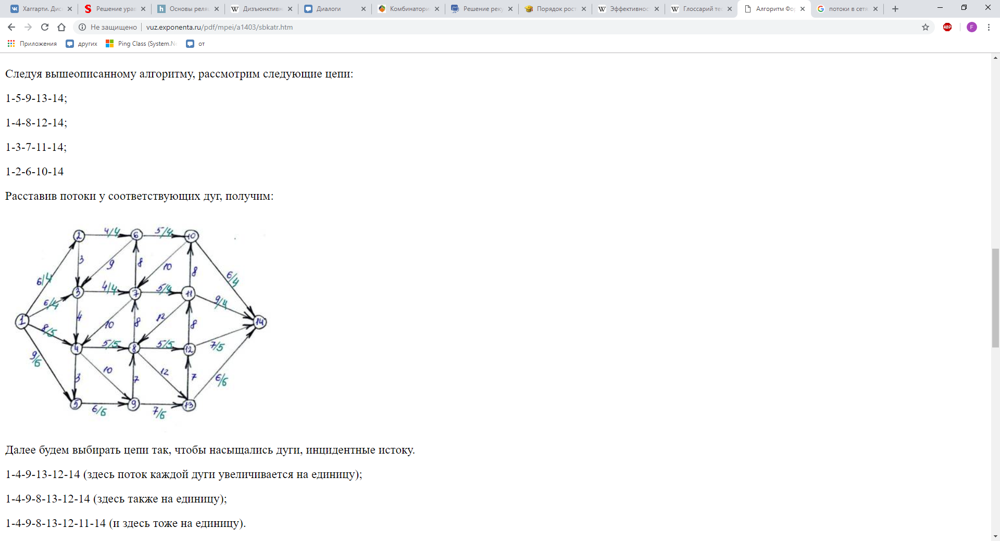 Хаггарти. Дис
Решение урав
Основы реляц
Дизъюнктивн
Диалоги
Комбинатори
Решение реку
Порядок рост
Эффективнос
Глоссарий тес
Алгоритм Фор
потоки в сетя
Не защищено vuz.exponenta.ru/pdf/mpei/a1403/sbkatr.htm
ABP
F
Приложения
других
Ping Class (System.Ne
от
Следуя вышеописанному алгоритму, рассмотрим следующие цепи:
1-5-9-13-14;
1-4-8-12-14;
1-3-7-11-14;
1-2-6-10-14
Расставив потоки у соответствующих дуг, получим:
2 4/4 6 5/4 10
3 9 8 10 8
6/4 6/4
3 4/4 7 5/4 11
6/4 9/4
4 10 8 12 8
1 14
8/5
4 5/5 8 5/5 12 7/5
9/6
3 10 7 12 7 6/6
5 6/6 9 7/6 13
Далее будем выбирать цепи так, чтобы насыщались дуги, инцидентные истоку.
1-4-9-13-12-14 (здесь поток каждой дуги увеличивается на единицу);
1-4-9-8-13-12-14 (здесь также на единицу);
1-4-9-8-13-12-11-14 (и здесь тоже на единицу).